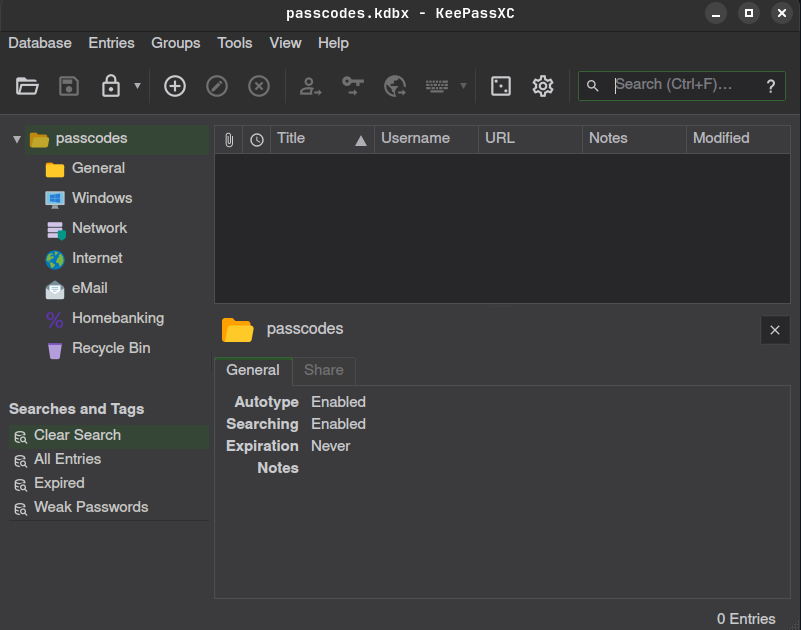 passcodes.kdbx - KeePassXC
Database Entries Groups Tools View Help
Search (Ctrl+F)... ?
passcodes
General
Windows
Network
Internet
eMail
Homebanking
Recycle Bin
Searches and Tags
Clear Search
All Entries
Expired
Weak Passwords
Title Username URL Notes Modified
passcodes
General Share
Autotype Enabled
Searching Enabled
Expiration Never
Notes
0 Entries